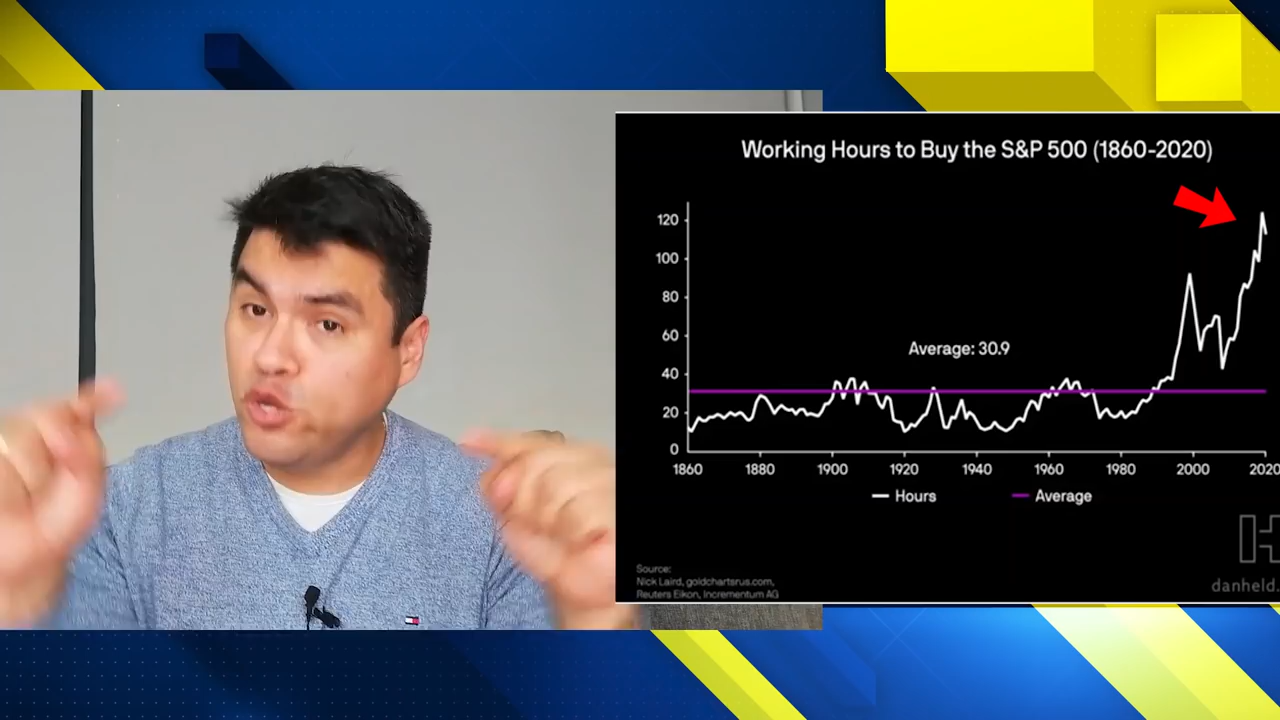 Working Hours to Buy the S&P 500 (1860-2020)
120
100
80
60
40
20
0
Average: 30.9
1860 1880 1900 1920 1940 1960 1980 2000 2020
Hours Average
Source:
Nick Laird, goldchartsrus.com,
Reuters Eikon, Incrementum AG
danheld.